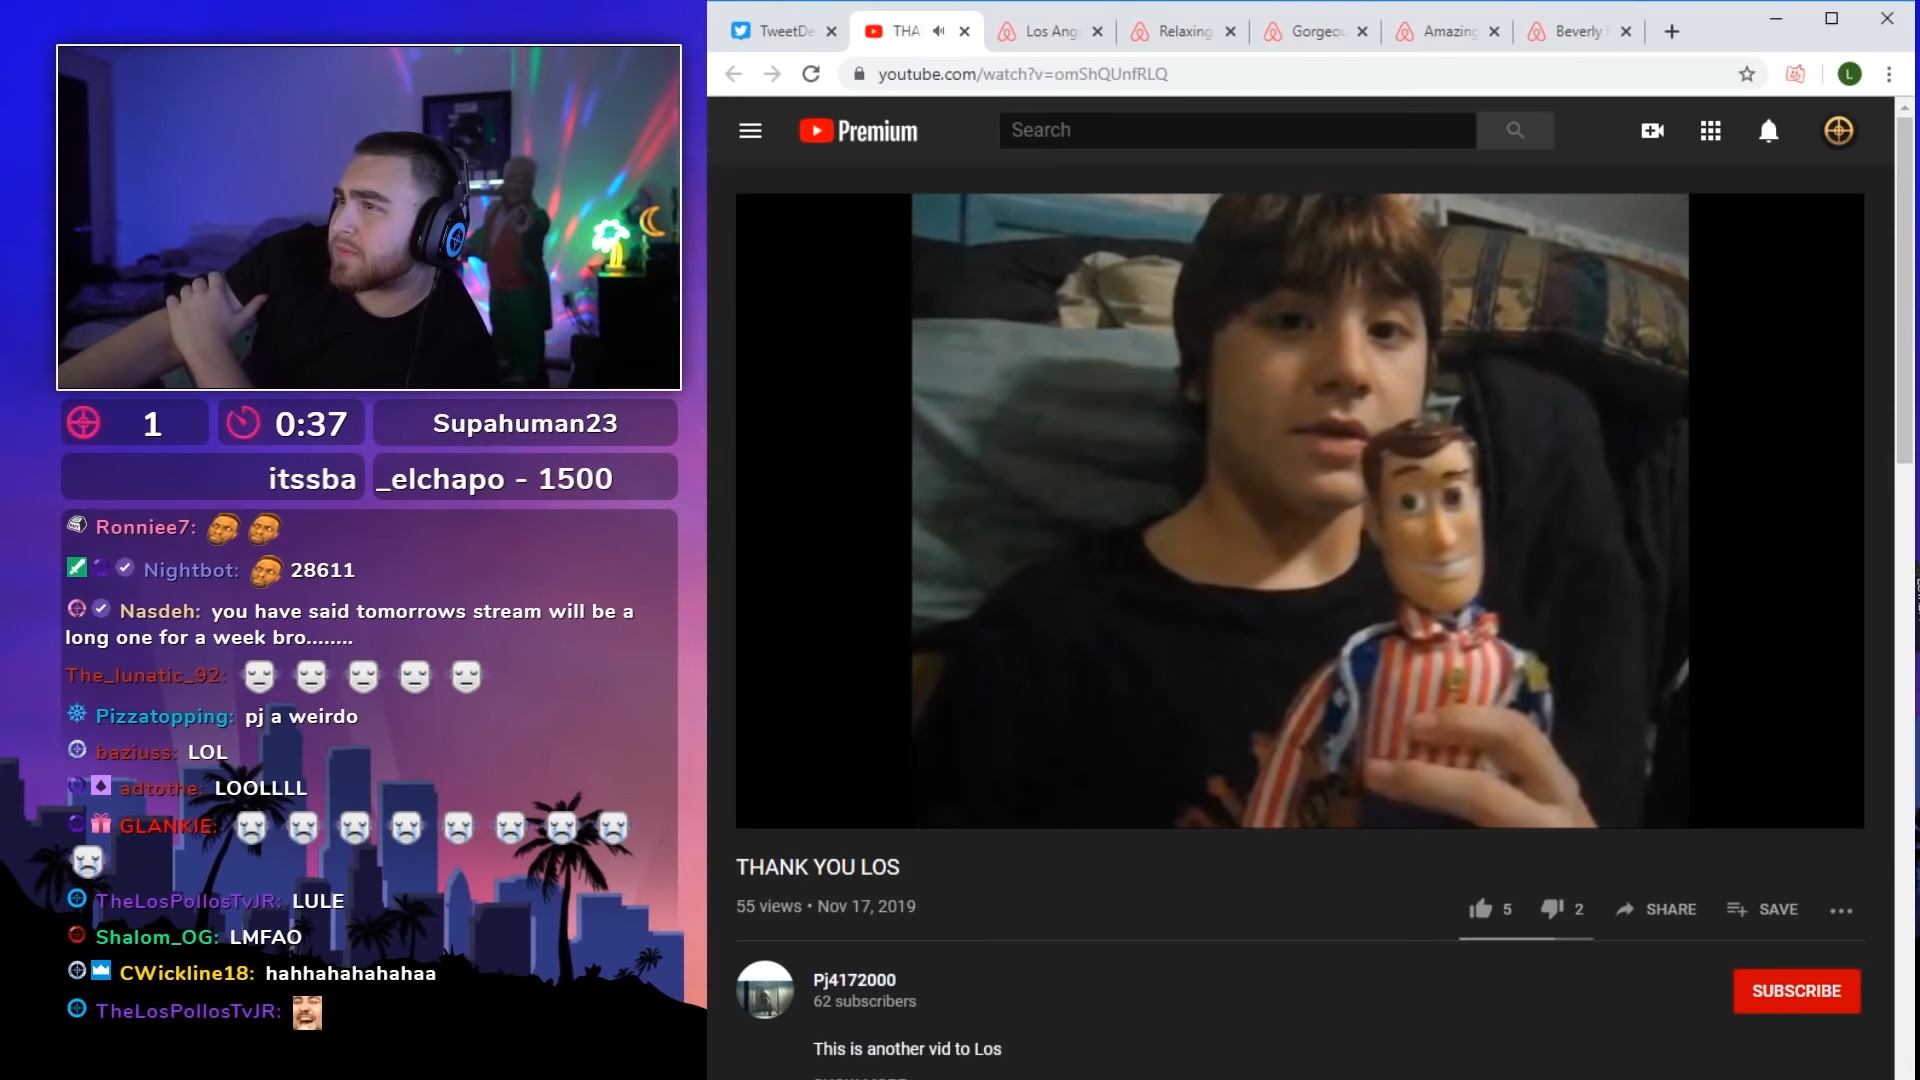 1
0:37
Supahuman23
itssba
_elchapo - 1500
Ronniee7:
Nightbot: 28611
Nasdeh: you have said tomorrows stream will be a
long one for a week bro........
The_lunatic_92:
Pizzatopping: pj a weirdo
baziuss: LOL
adtothe: LOOLLLL
GLANKIE:
TheLosPollosTvJR: LULE
Shalom_OG: LMFAO
CWickline18: hahhahahahahaa
TheLosPollosTvJR:
TweetDe
THA
Los Ang
Relaxing
Gorgeou
Amazing
Beverly
youtube.com/watch?v=omShQUnfRLQ
L
Premium
Search
THANK YOU LOS
55 views • Nov 17, 2019
5
2
SHARE
SAVE
Pj4172000
62 subscribers
SUBSCRIBE
This is another vid to Los